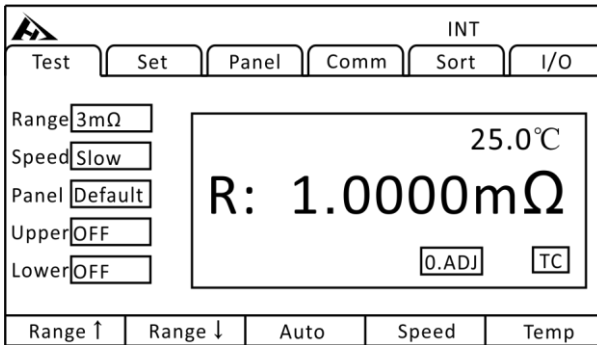 INT
Test Set Panel Comm Sort I/O
Range 3mΩ
Speed Slow
Panel Default
Upper OFF
Lower OFF
25.0℃
R: 1.0000mΩ
0.ADJ TC
Range↑ Range↓ Auto Speed Temp